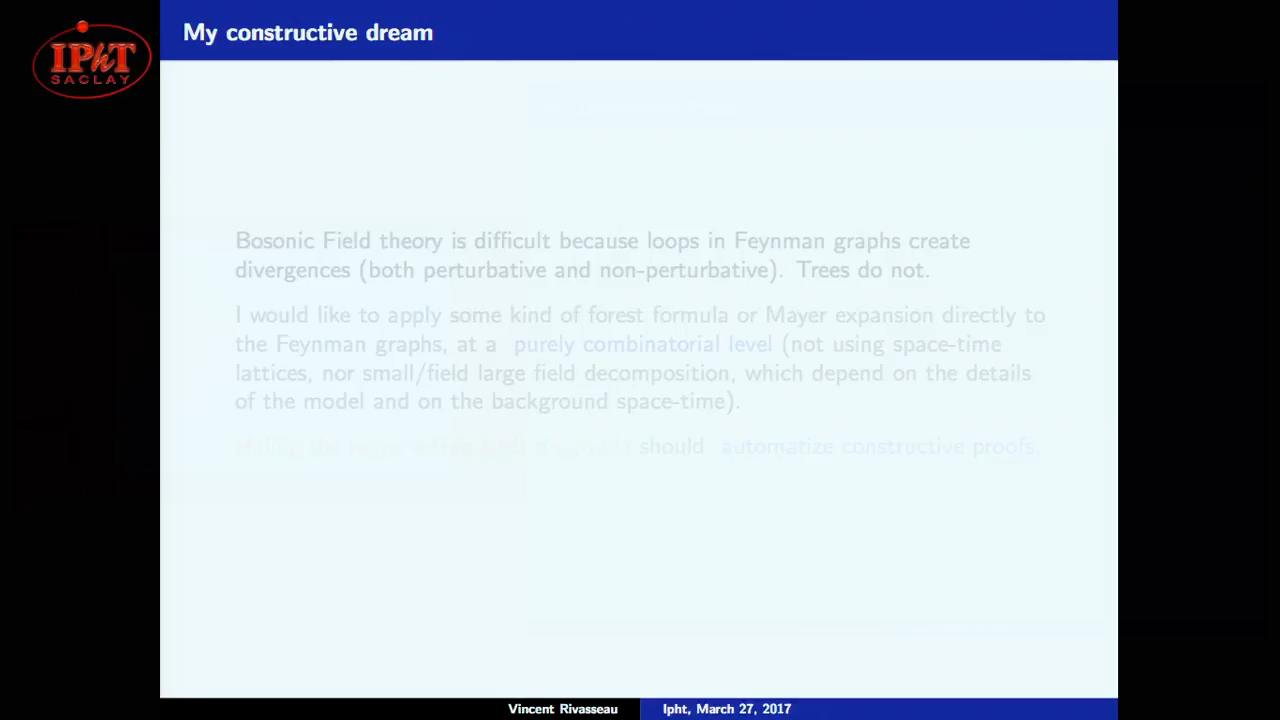 My constructive dream
IPhT
SACLAY
Bosonic Field theory is difficult because loops in Feynman graphs create
divergences (both perturbative and non-perturbative). Trees do not.
I would like to apply some kind of forest formula or Mayer expansion directly to
the Feynman graphs, at a purely combinatorial level (not using space-time
lattices, nor small/field large field decomposition, which depend on the details
of the model and on the background space-time).
should automatize constructive proofs.
Vincent Rivasseau
Ipht, March 27, 2017